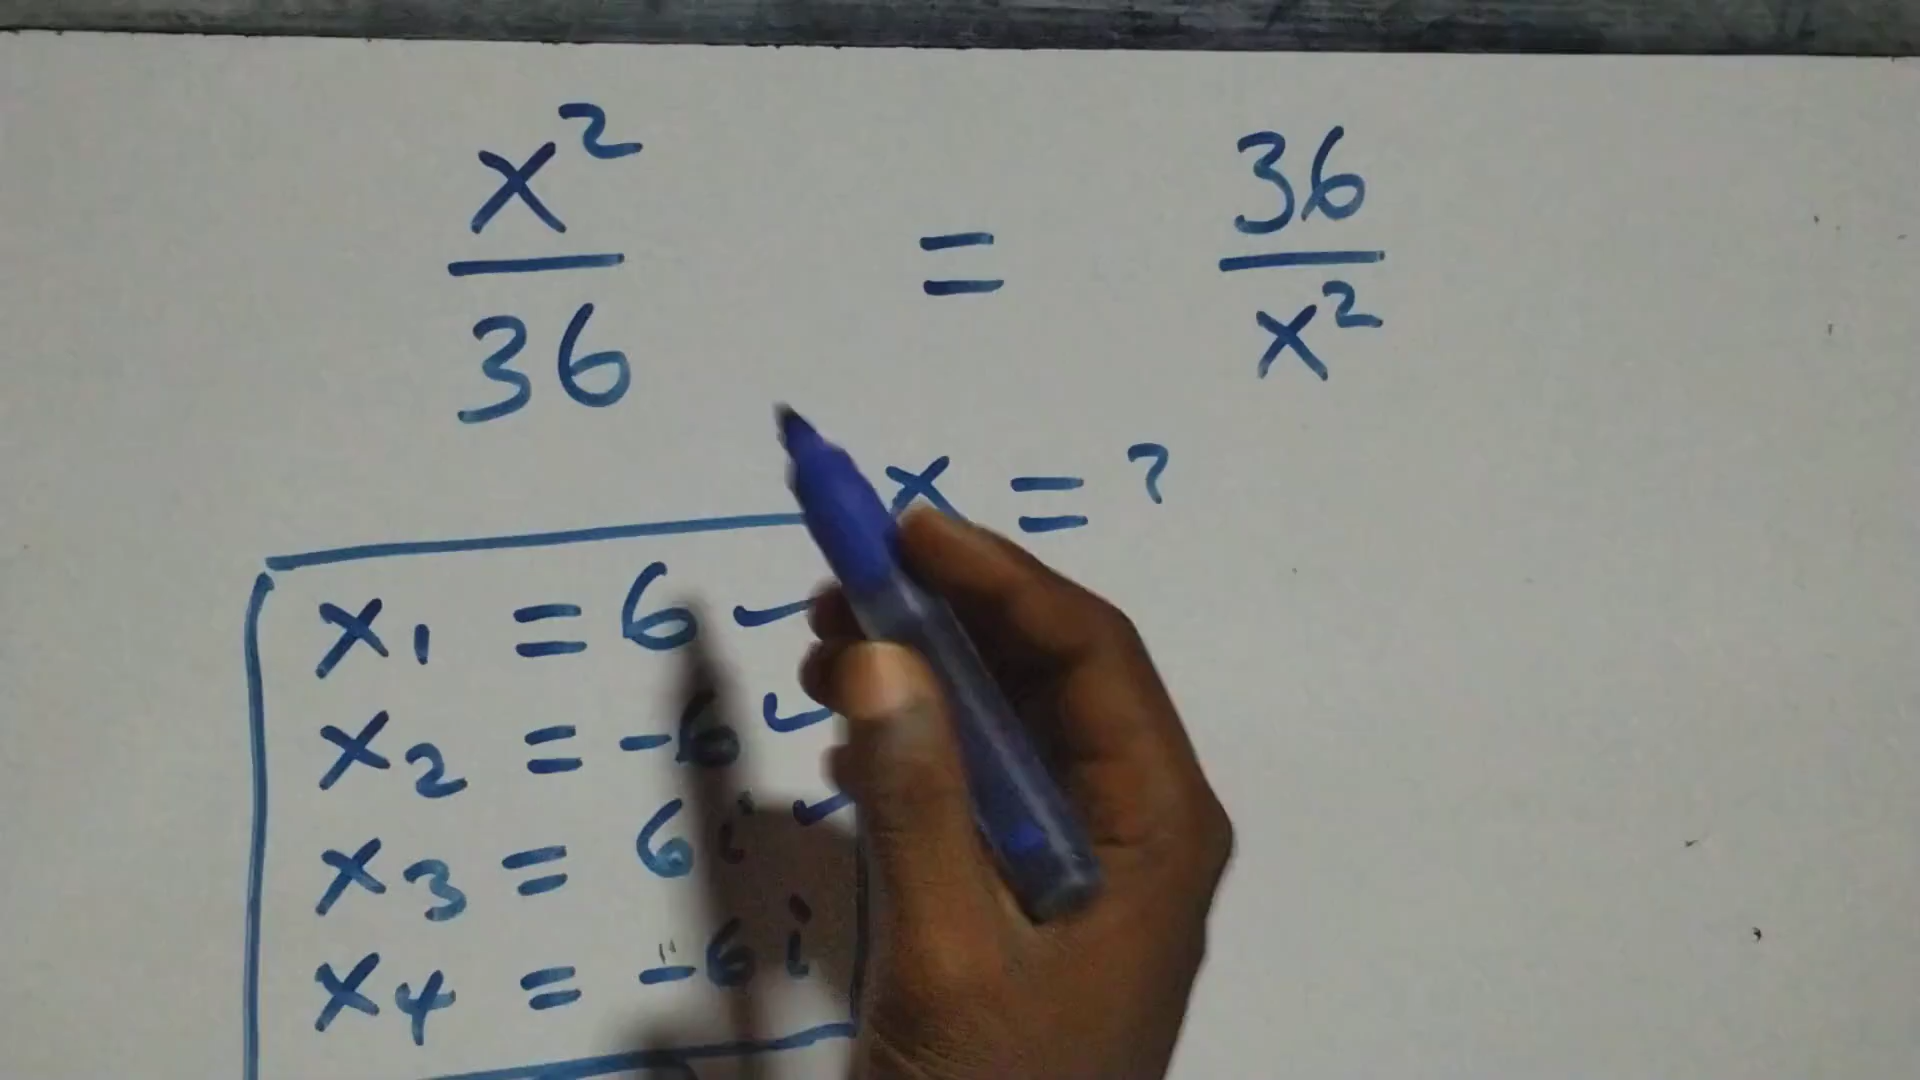 x²/36 = 36/x²
x = ?
x₁ = 6 ✓
x₂ = -6 ✓
x₃ = 6i ✓
x₄ = -6i